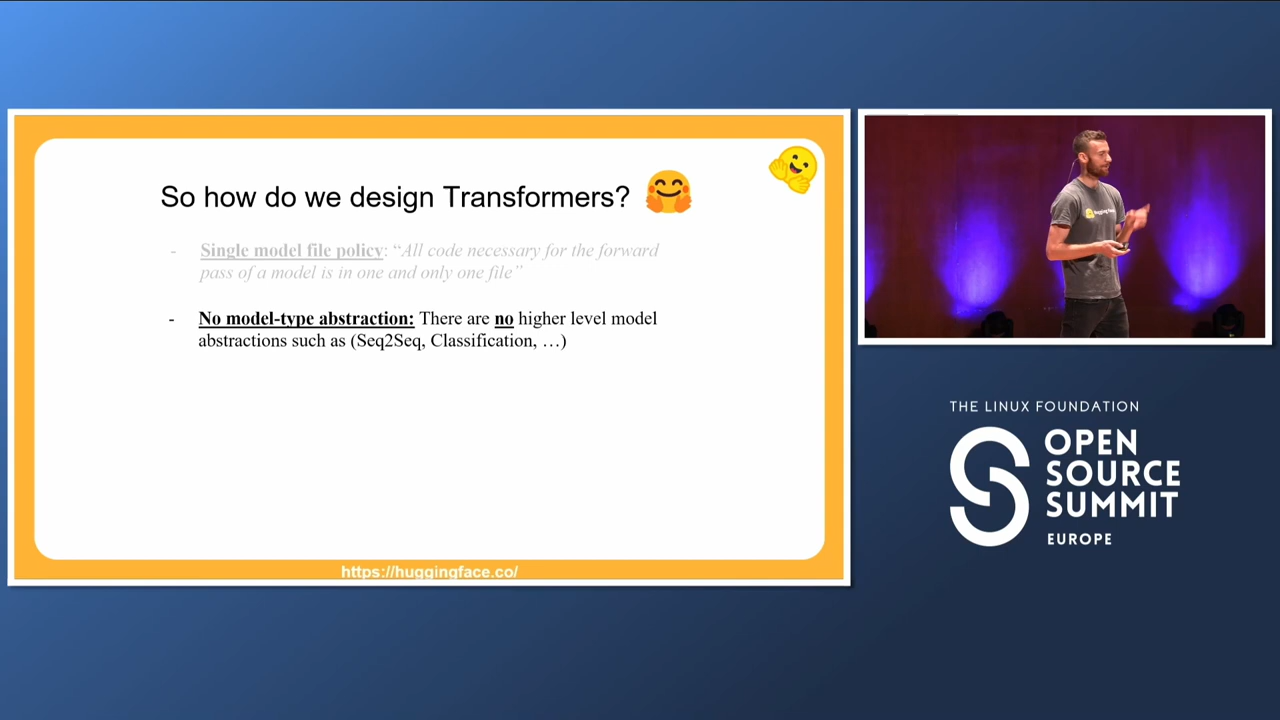 So how do we design Transformers?
- Single model file policy: “All code necessary for the forward
pass of a model is in one and only one file”
- No model-type abstraction: There are no higher level model
abstractions such as (Seq2Seq, Classification, …)
https://huggingface.co/
Hugging Face
THE LINUX FOUNDATION
OPEN
SOURCE
SUMMIT
EUROPE